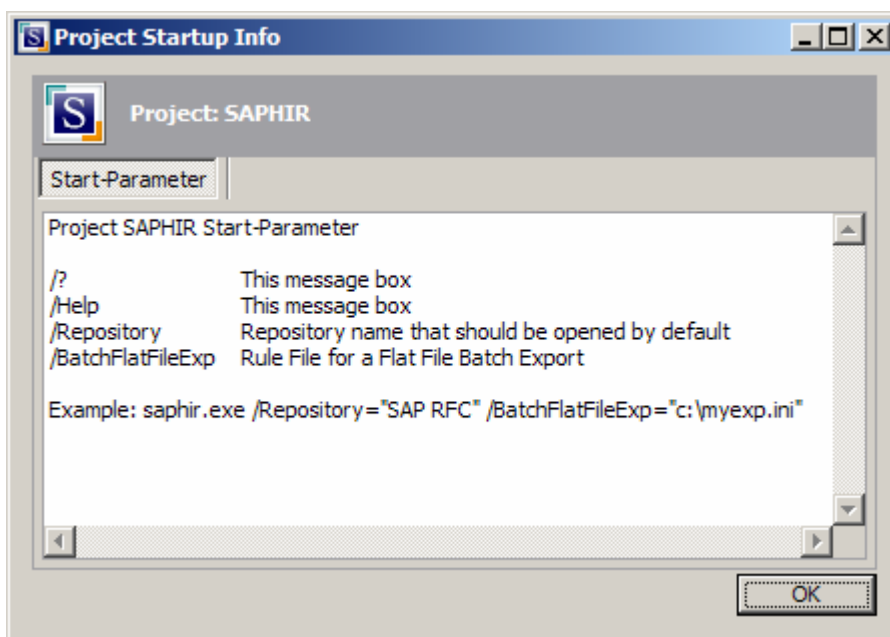 S Project Startup Info
S Project: SAPHIR
Start-Parameter
Project SAPHIR Start-Parameter
/? This message box
/Help This message box
/Repository Repository name that should be opened by default
/BatchFlatFileExp Rule File for a Flat File Batch Export
Example: saphir.exe /Repository="SAP RFC" /BatchFlatFileExp="c:\myexp.ini"
OK